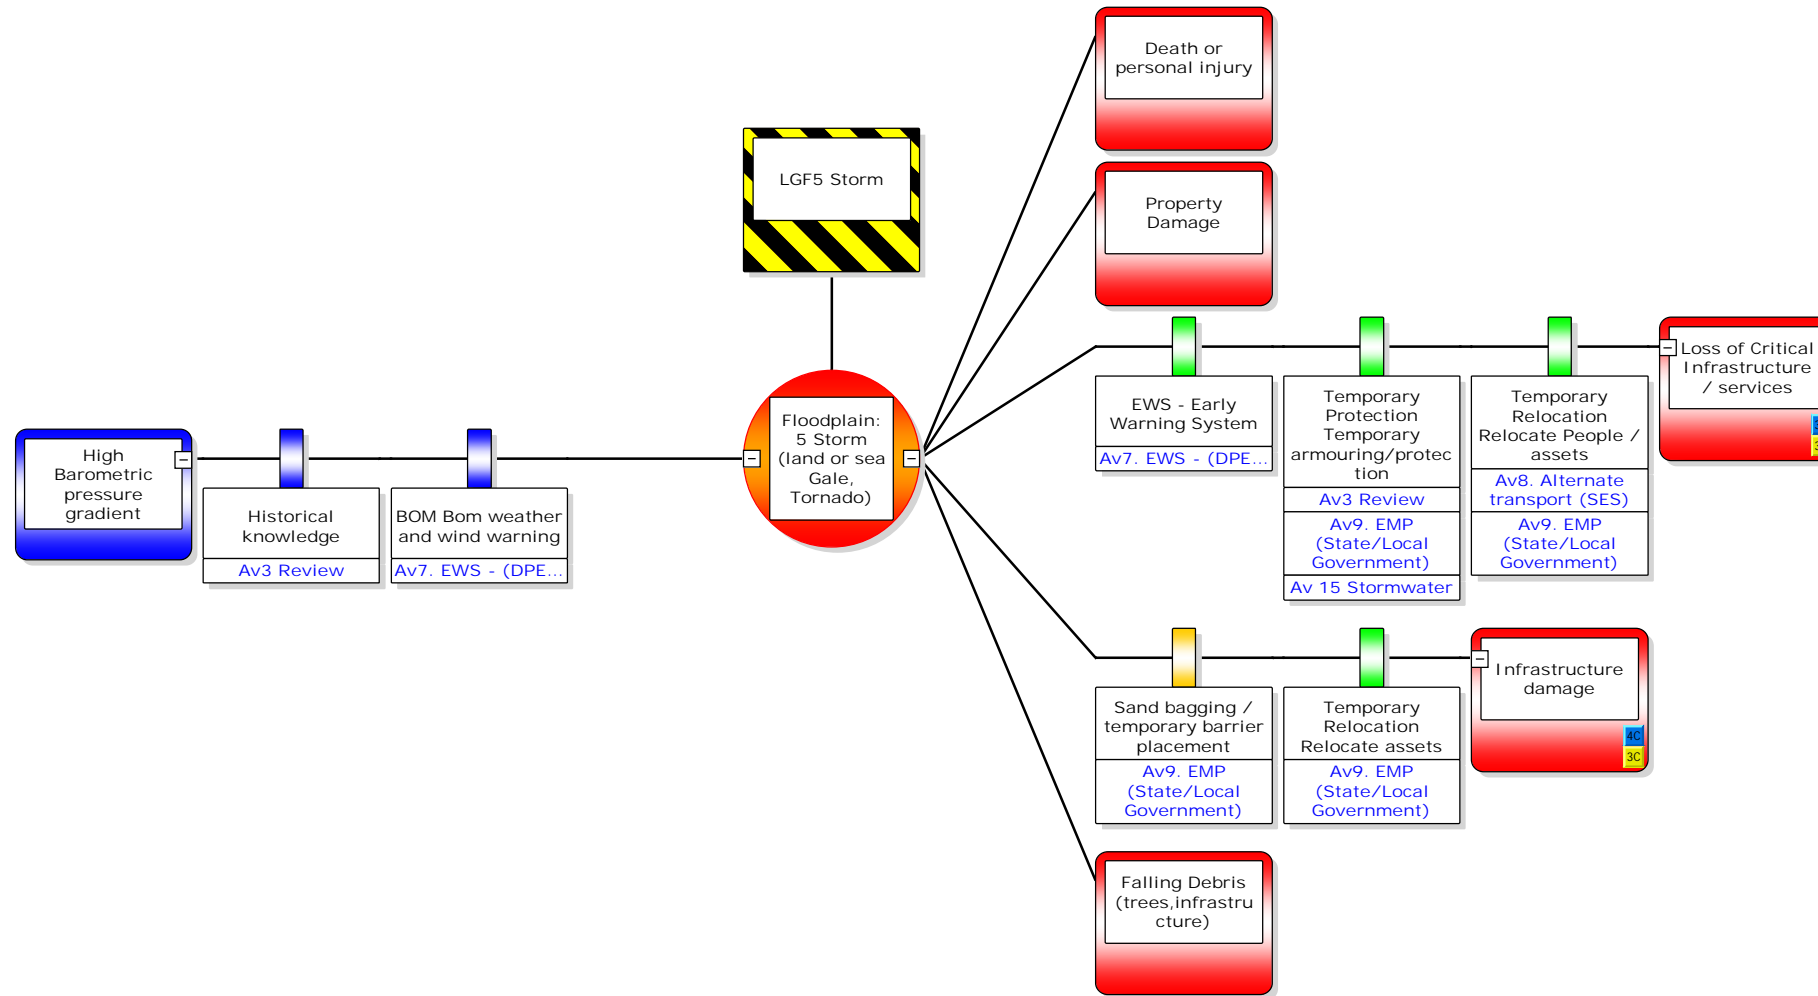 Death or
personal injury
LGF5 Storm
Property
Damage
Loss of Critical
Infrastructure
/ services
EWS - Early
Warning System
Av7. EWS - (DPE...
Temporary
Protection
Temporary
armouring/protec
tion
Av3 Review
Av9. EMP
(State/Local
Government)
Av 15 Stormwater
Temporary
Relocation
Relocate People /
assets
Av8. Alternate
transport (SES)
Av9. EMP
(State/Local
Government)
Floodplain:
5 Storm
(land or sea
Gale,
Tornado)
High
Barometric
pressure
gradient
Historical
knowledge
Av3 Review
BOM Bom weather
and wind warning
Av7. EWS - (DPE...
Sand bagging /
temporary barrier
placement
Av9. EMP
(State/Local
Government)
Temporary
Relocation
Relocate assets
Av9. EMP
(State/Local
Government)
Infrastructure
damage
4C
3C
Falling Debris
(trees,infrastru
cture)